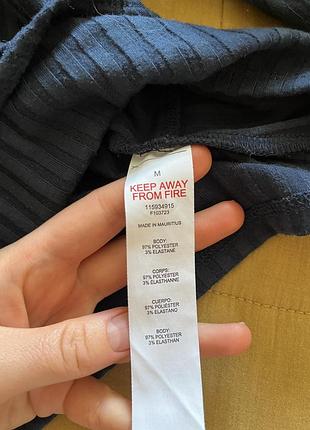 M
KEEP AWAY
FROM FIRE
115934915
F103723
MADE IN MAURITIUS
BODY:
97% POLYESTER
3% ELASTANE
CORPS:
97% POLYESTER
3% ELASTHANNE
CUERPO:
97% POLIÉSTER
3% ELASTANO
BODY:
97% POLYESTER
3% ELASTHAN